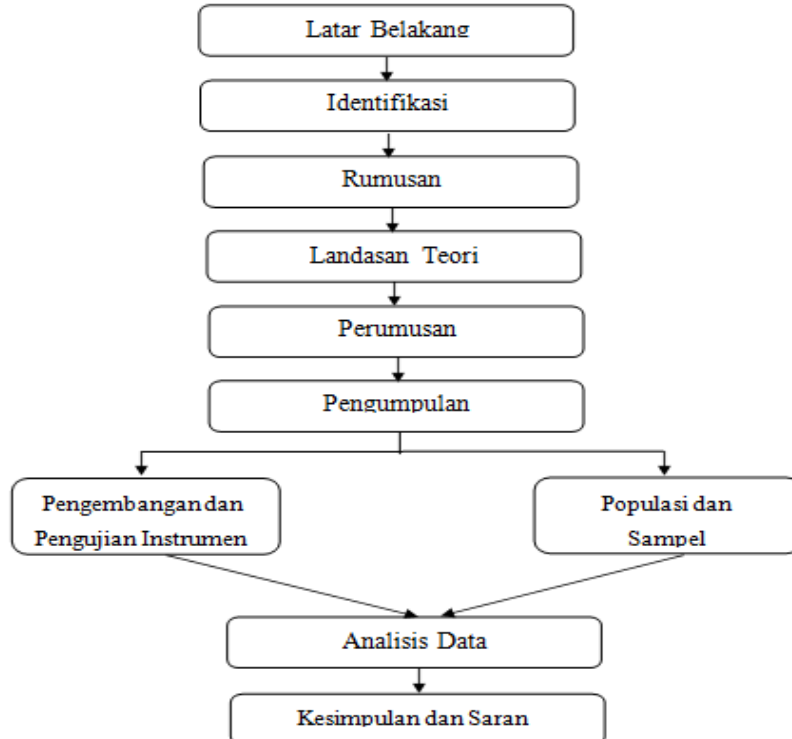 Latar Belakang
Identifikasi
Rumusan
Landasan Teori
Perumusan
Pengumpulan
Pengembangan dan
Pengujian Instrumen
Populasi dan
Sampel
Analisis Data
Kesimpulan dan Saran